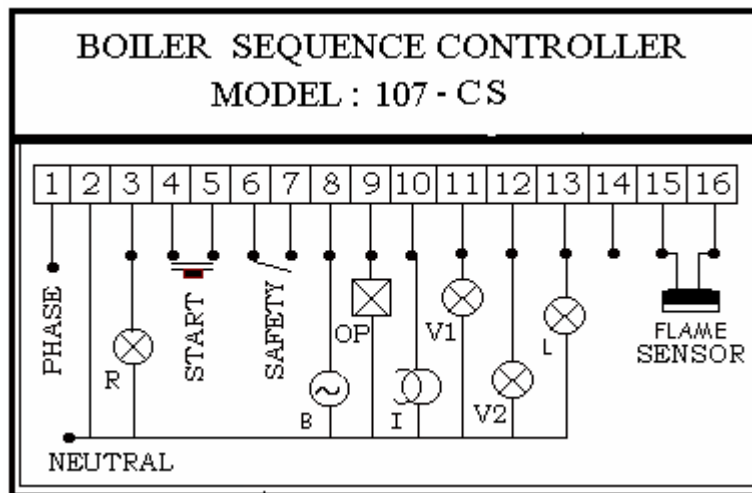 BOILER SEQUENCE CONTROLLER
MODEL : 107 - CS
1 2 3 4 5 6 7 8 9 10 11 12 13 14 15 16
PHASE
R
START
SAFETY
B
OP
I
V1
V2
L
FLAME
SENSOR
NEUTRAL